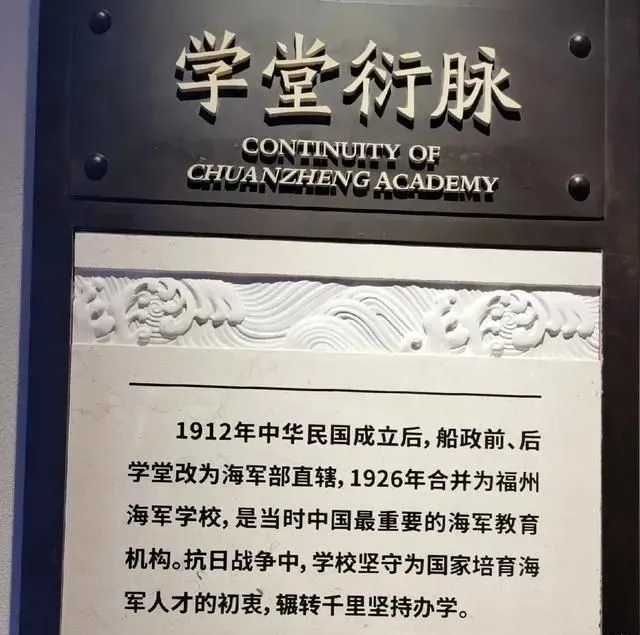 学堂衍脉
CONTINUITY OF
CHUANZHENG ACADEMY
1912年中华民国成立后，船政前、后
学堂改为海军部直辖，1926年合并为福州
海军学校，是当时中国最重要的海军教育
机构。抗日战争中，学校坚守为国家培育海
军人才的初衷，辗转千里坚持办学。